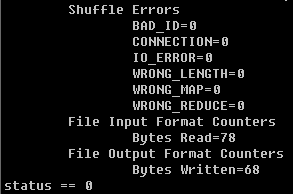 Shuffle Errors
BAD_ID=0
CONNECTION=0
IO_ERROR=0
WRONG_LENGTH=0
WRONG_MAP=0
WRONG_REDUCE=0
File Input Format Counters
Bytes Read=78
File Output Format Counters
Bytes Written=68
status == 0